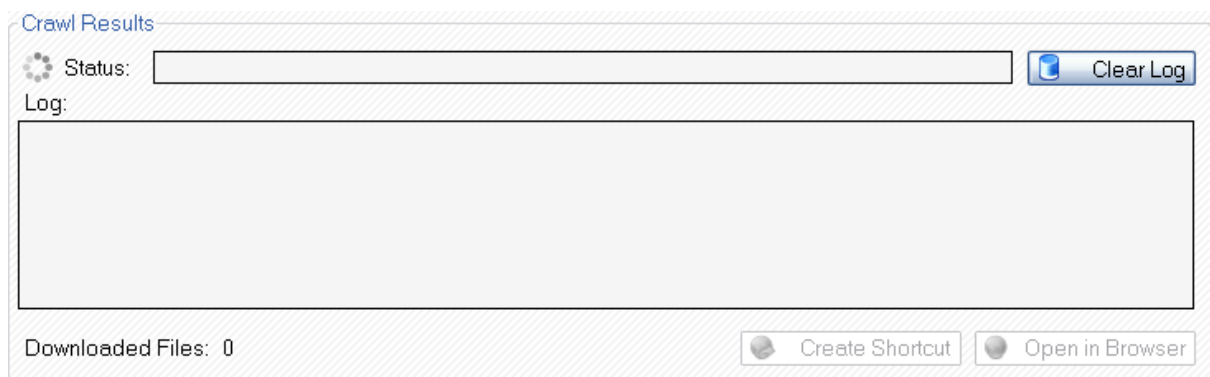 Crawl Results
Status:
Clear Log
Log:
Downloaded Files: 0
Create Shortcut
Open in Browser